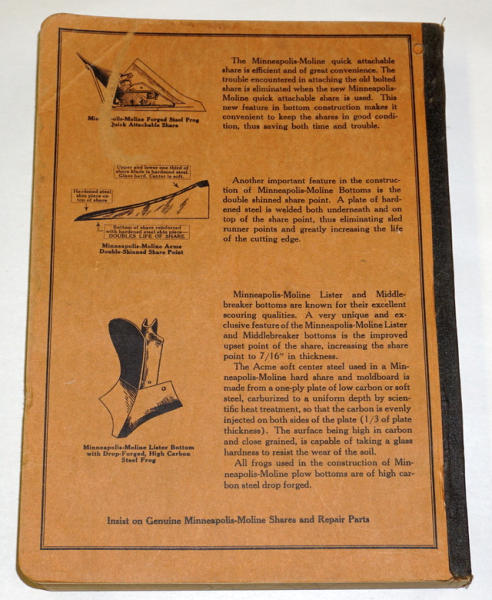 The Minneapolis-Moline quick attachable
share is efficient and of great convenience. The
trouble encountered in attaching the old bolted
share is eliminated when the new Minneapolis-
Moline quick attachable share is used. This
new feature in bottom construction makes it
convenient to keep the shares in good condi-
tion, thus saving both time and trouble.
Minneapolis-Moline Forged Steel Frog
Quick Attachable Share
Another important feature in the construc-
tion of Minneapolis-Moline Bottoms is the
double shinned share point. A plate of hard-
ened steel is welded both underneath and on
top of the share point, thus eliminating sled
runner points and greatly increasing the life
of the cutting edge.
Upper and lower one third of
share blade is hardened steel.
Glass hard. Center is soft.
Hardened steel
shin piece on
top of share
Bottom of share reinforced
with hardened steel shin piece—
DOUBLES LIFE OF SHARE
Minneapolis-Moline Acme
Double-Shinned Share Point
Minneapolis-Moline Lister and Middle-
breaker bottoms are known for their excellent
scouring qualities. A very unique and ex-
clusive feature of the Minneapolis-Moline Lister
and Middlebreaker bottoms is the improved
upset point of the share, increasing the share
point to 7/16" in thickness.
The Acme soft center steel used in a Min-
neapolis-Moline hard share and moldboard is
made from a one-ply plate of low carbon or soft
steel, carburized to a uniform depth by scien-
tific heat treatment, so that the carbon is evenly
injected on both sides of the plate (1/3 of plate
thickness). The surface being high in carbon
and close grained, is capable of taking a glass
hardness to resist the wear of the soil.
All frogs used in the construction of Min-
neapolis-Moline plow bottoms are of high car-
bon steel drop forged.
Minneapolis-Moline Lister Bottom
with Drop-Forged, High Carbon
Steel Frog
Insist on Genuine Minneapolis-Moline Shares and Repair Parts